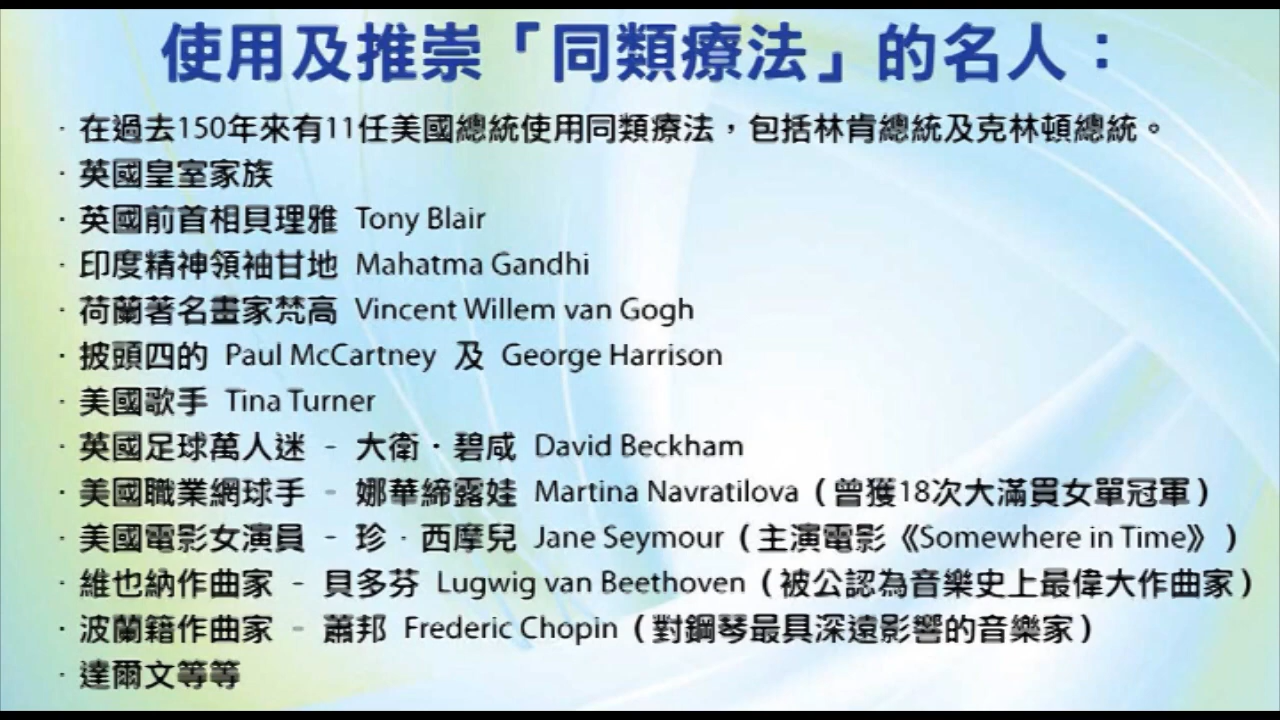 使用及推崇「同類療法」的名人：
· 在過去150年來有11任美國總統使用同類療法，包括林肯總統及克林頓總統。
· 英國皇室家族
· 英國前首相貝理雅 Tony Blair
· 印度精神領袖甘地 Mahatma Gandhi
· 荷蘭著名畫家梵高 Vincent Willem van Gogh
· 披頭四的 Paul McCartney 及 George Harrison
· 美國歌手 Tina Turner
· 英國足球萬人迷 - 大衛·碧咸 David Beckham
· 美國職業網球手 - 娜華締露娃 Martina Navratilova（曾獲18次大滿貫女單冠軍）
· 美國電影女演員 - 珍·西摩兒 Jane Seymour（主演電影《Somewhere in Time》）
· 維也納作曲家 - 貝多芬 Lugwig van Beethoven（被公認為音樂史上最偉大作曲家）
· 波蘭籍作曲家 - 蕭邦 Frederic Chopin（對鋼琴最具深遠影響的音樂家）
· 達爾文等等